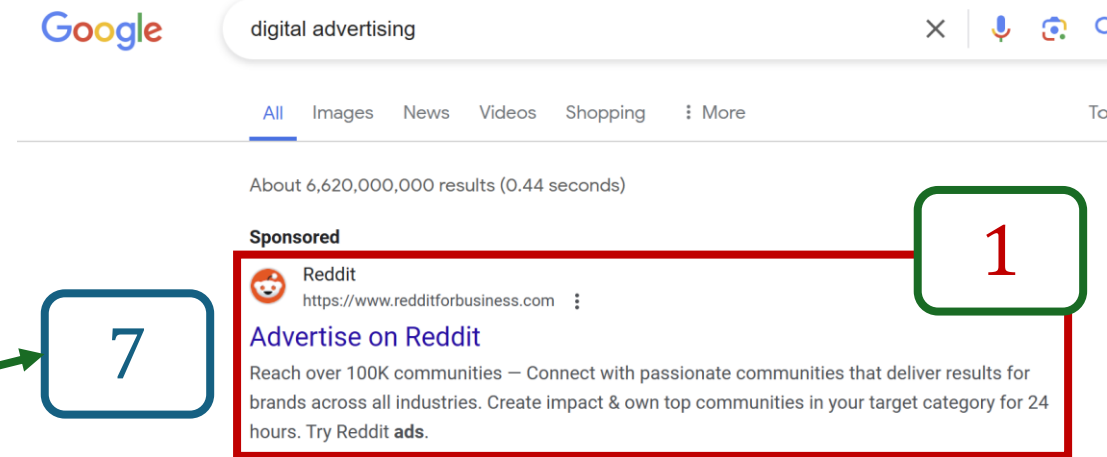 Google
digital advertising
All Images News Videos Shopping More
About 6,620,000,000 results (0.44 seconds)
Sponsored
1
Reddit
https://www.redditforbusiness.com
7
Advertise on Reddit
Reach over 100K communities — Connect with passionate communities that deliver results for
brands across all industries. Create impact & own top communities in your target category for 24
hours. Try Reddit ads.